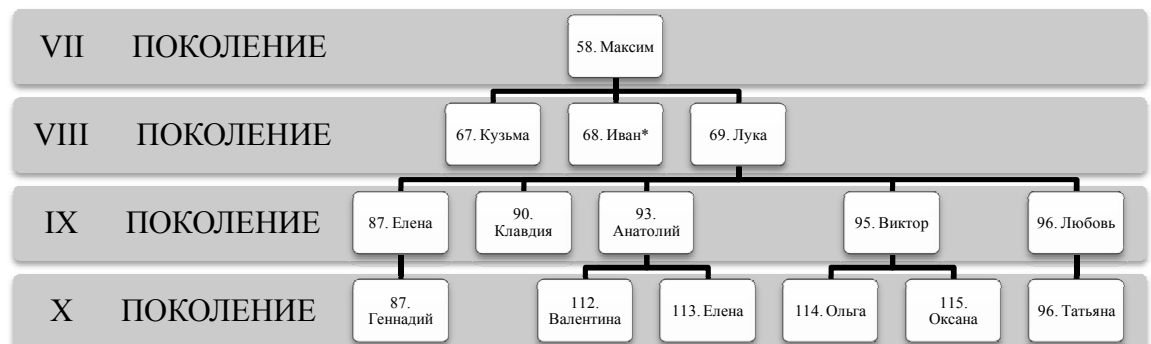 VII ПОКОЛЕНИЕ
58. Максим
VIII ПОКОЛЕНИЕ
67. Кузьма
68. Иван*
69. Лука
IX ПОКОЛЕНИЕ
87. Елена
90.
Клавдия
93.
Анатолий
95. Виктор
96. Любовь
X ПОКОЛЕНИЕ
87.
Геннадий
112.
Валентина
113. Елена
114. Ольга
115.
Оксана
96. Татьяна